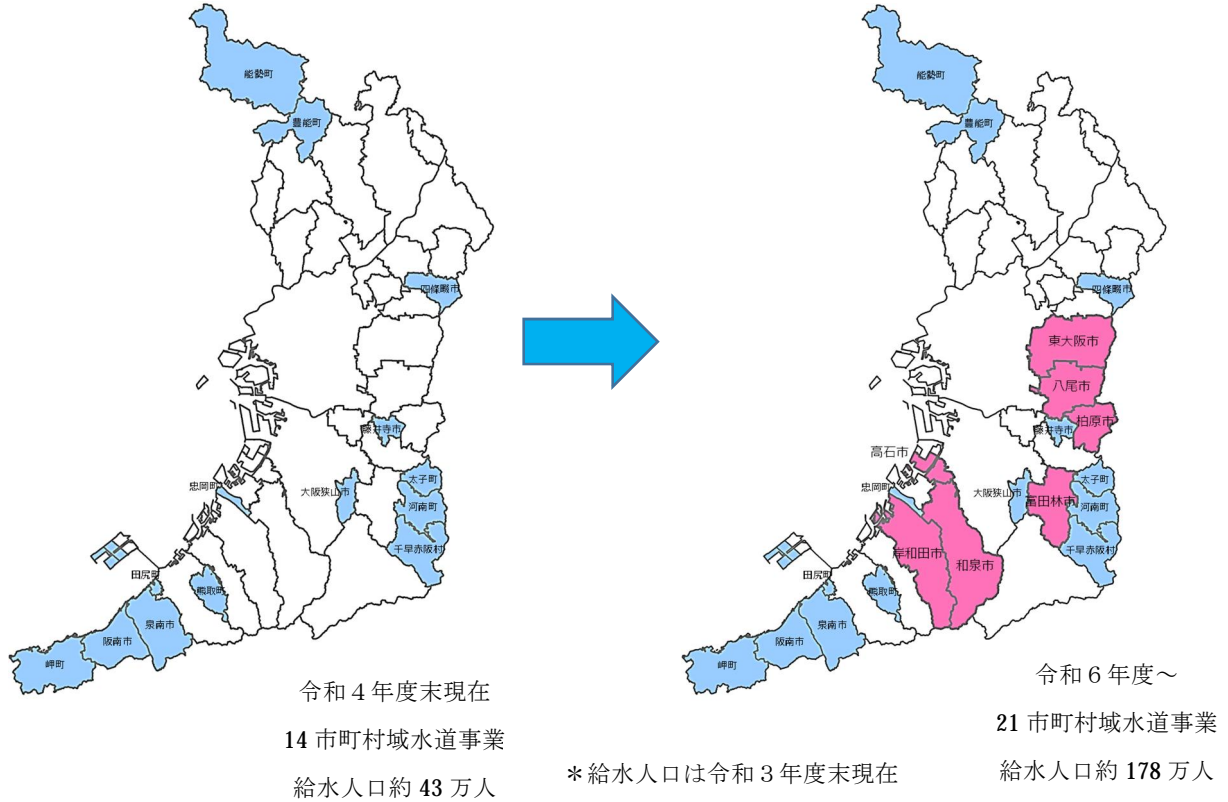 能勢町
豊能町
四條畷市
藤井寺市
太子町
忠岡町
大阪狭山市
河南町
千早赤阪村
田尻町
熊取町
泉南市
阪南市
岬町
令和4年度末現在
14市町村域水道事業
給水人口約43万人
能勢町
豊能町
四條畷市
東大阪市
八尾市
柏原市
藤井寺市
高石市
太子町
忠岡町
大阪狭山市
富田林市
河南町
千早赤阪村
岸和田市
和泉市
田尻町
熊取町
泉南市
阪南市
岬町
令和6年度～
21市町村域水道事業
給水人口約178万人
＊給水人口は令和3年度末現在